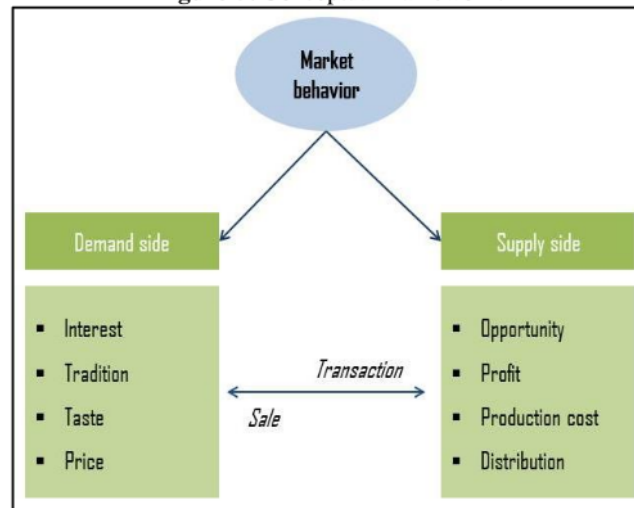 Market
behavior
Demand side
Supply side
▪ Interest
▪ Tradition
▪ Taste
▪ Price
Transaction
Sale
▪ Opportunity
▪ Profit
▪ Production cost
▪ Distribution